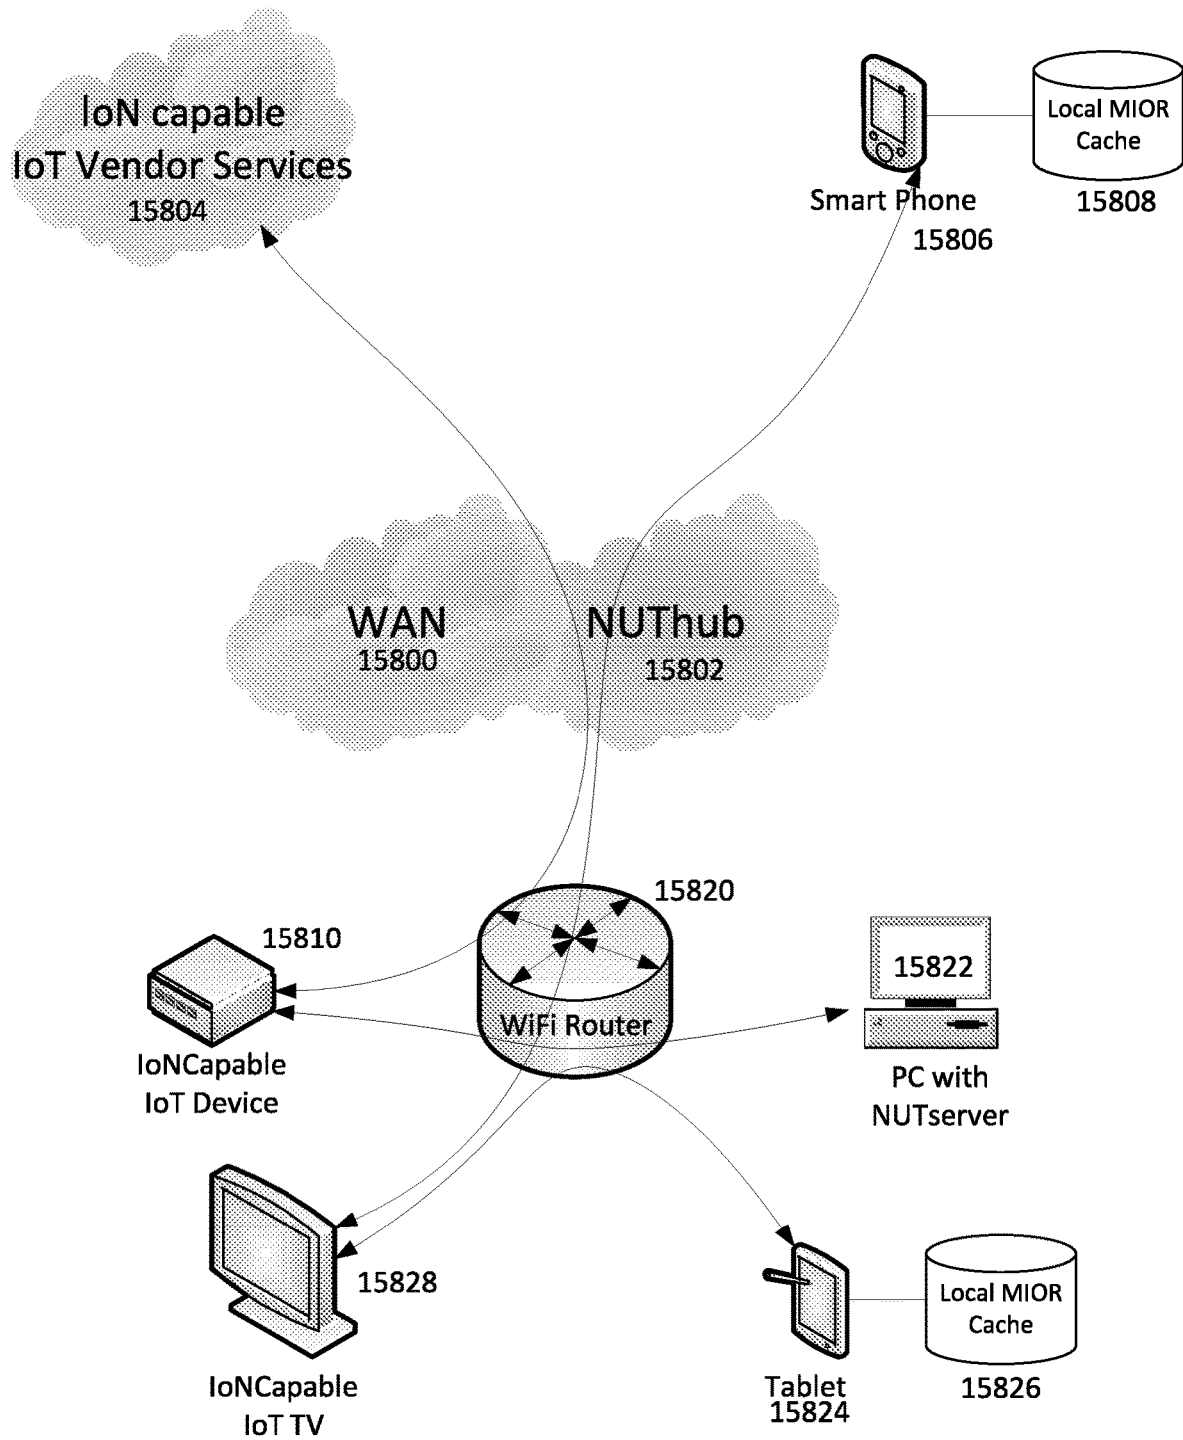 IoN capable
IoT Vendor Services
15804
Local MIOR
Cache
15808
Smart Phone
15806
WAN
15800
NUThub
15802
15820
WiFi Router
15810
IoNCapable
IoT Device
15822
PC with
NUTserver
15828
IoNCapable
IoT TV
Tablet
15824
Local MIOR
Cache
15826